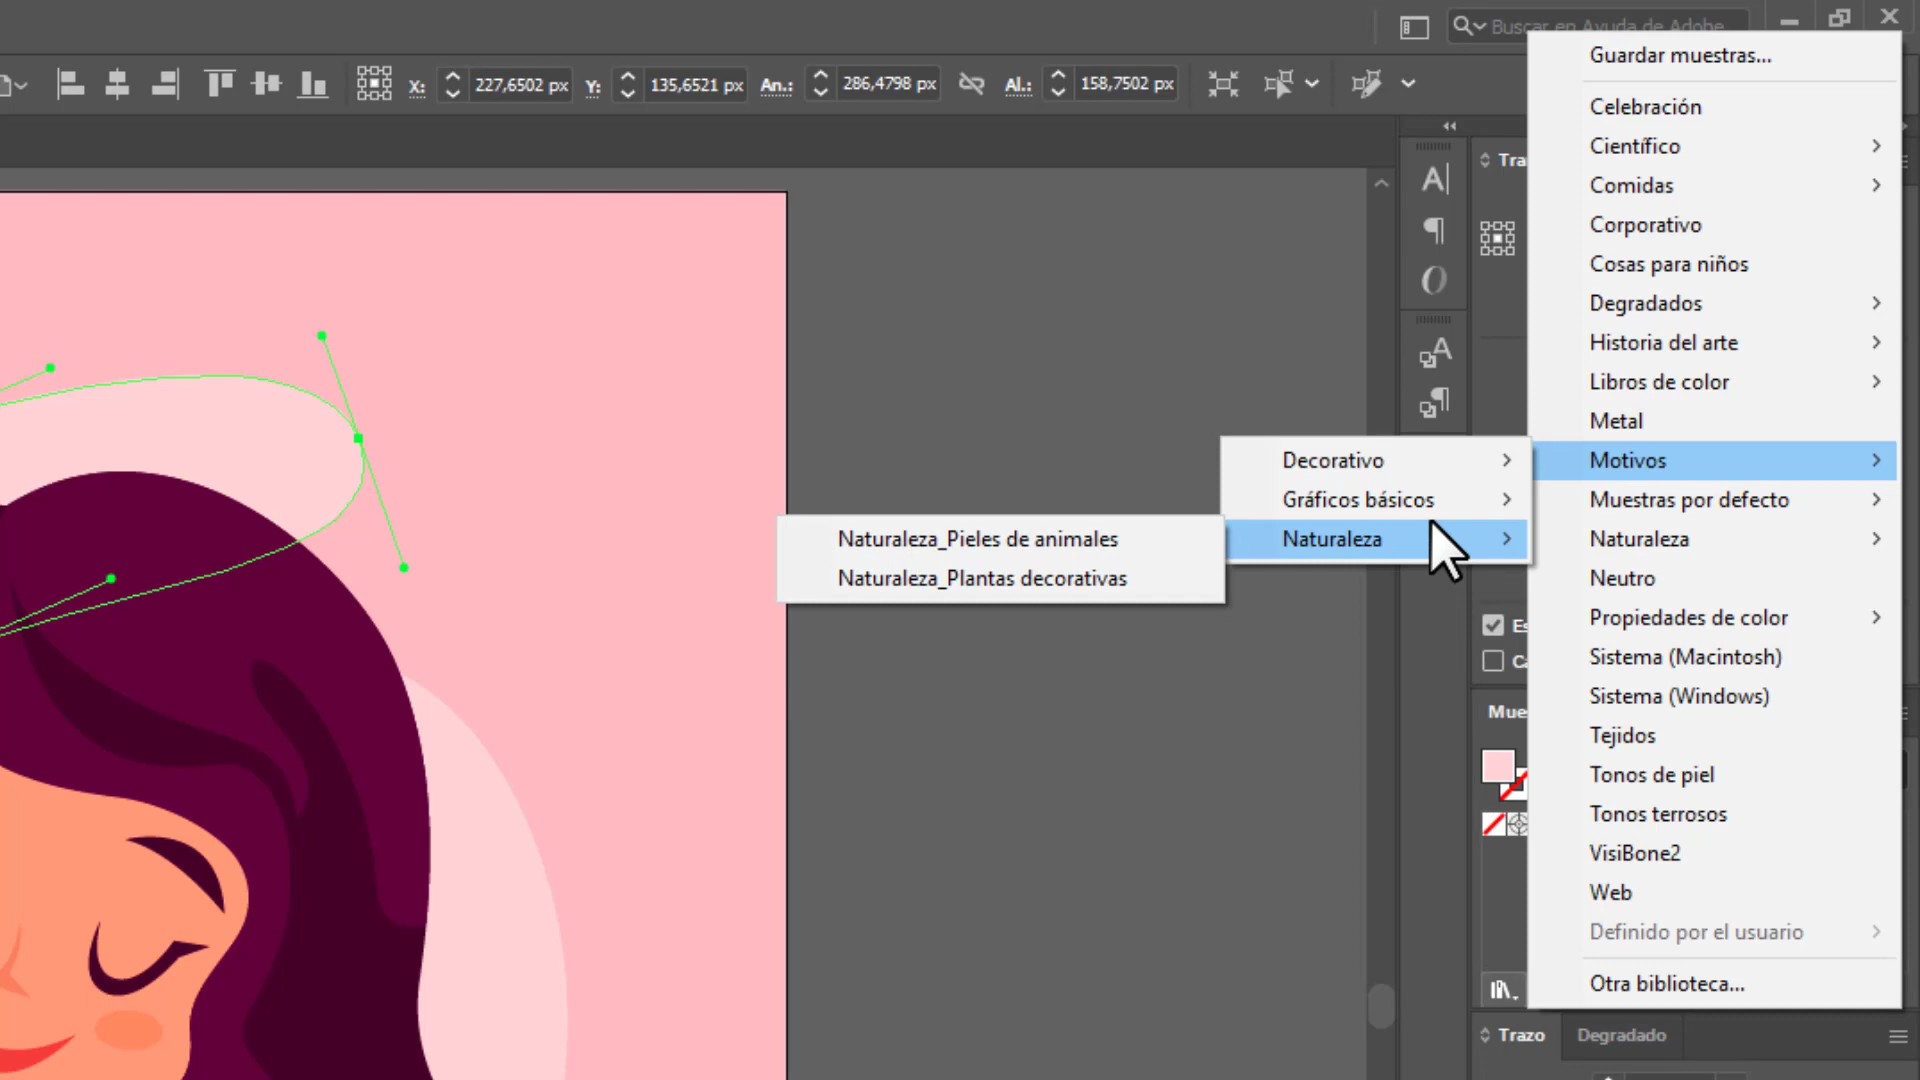 Buscar en Ayuda de Adobe
X: 227,6502 px Y: 135,6521 px An.: 286,4798 px Al.: 158,7502 px
Guardar muestras...
Celebración
Científico
Comidas
Corporativo
Cosas para niños
Degradados
Historia del arte
Libros de color
Metal
Motivos
Muestras por defecto
Naturaleza
Neutro
Propiedades de color
Sistema (Macintosh)
Sistema (Windows)
Tejidos
Tonos de piel
Tonos terrosos
VisiBone2
Web
Definido por el usuario
Otra biblioteca...
Decorativo
Gráficos básicos
Naturaleza
Naturaleza_Pieles de animales
Naturaleza_Plantas decorativas
Tra
Es
Ca
Mue
Trazo
Degradado